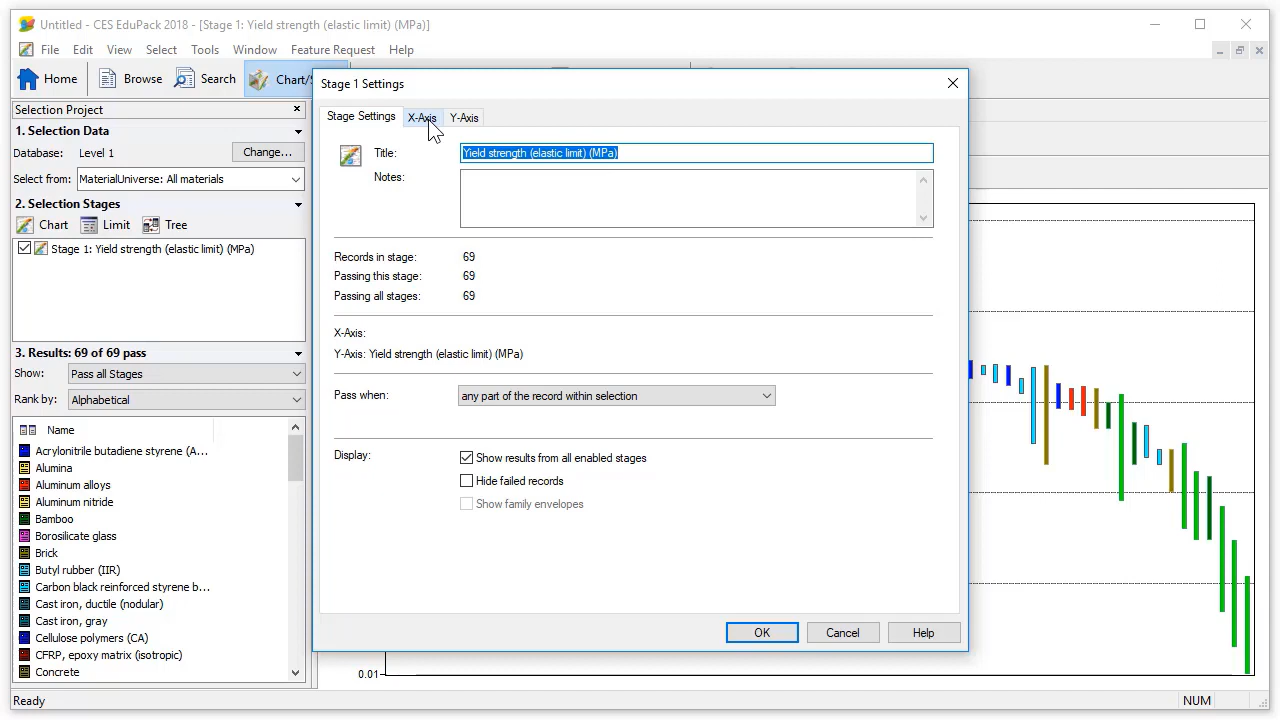 Untitled - CES EduPack 2018 - [Stage 1: Yield strength (elastic limit) (MPa)]
File Edit View Select Tools Window Feature Request Help
Home Browse Search Chart/S
Selection Project
1. Selection Data
Database: Level 1 Change...
Select from: MaterialUniverse: All materials
2. Selection Stages
Chart Limit Tree
Stage 1: Yield strength (elastic limit) (MPa)
3. Results: 69 of 69 pass
Show: Pass all Stages
Rank by: Alphabetical
Name
Acrylonitrile butadiene styrene (A...
Alumina
Aluminum alloys
Aluminum nitride
Bamboo
Borosilicate glass
Brick
Butyl rubber (IIR)
Carbon black reinforced styrene b...
Cast iron, ductile (nodular)
Cast iron, gray
Cellulose polymers (CA)
CFRP, epoxy matrix (isotropic)
Concrete
Stage 1 Settings
Stage Settings X-Axis Y-Axis
Title: Yield strength (elastic limit) (MPa)
Notes:
Records in stage: 69
Passing this stage: 69
Passing all stages: 69
X-Axis:
Y-Axis: Yield strength (elastic limit) (MPa)
Pass when: any part of the record within selection
Display: Show results from all enabled stages
Hide failed records
Show family envelopes
OK Cancel Help
0.01
Ready NUM